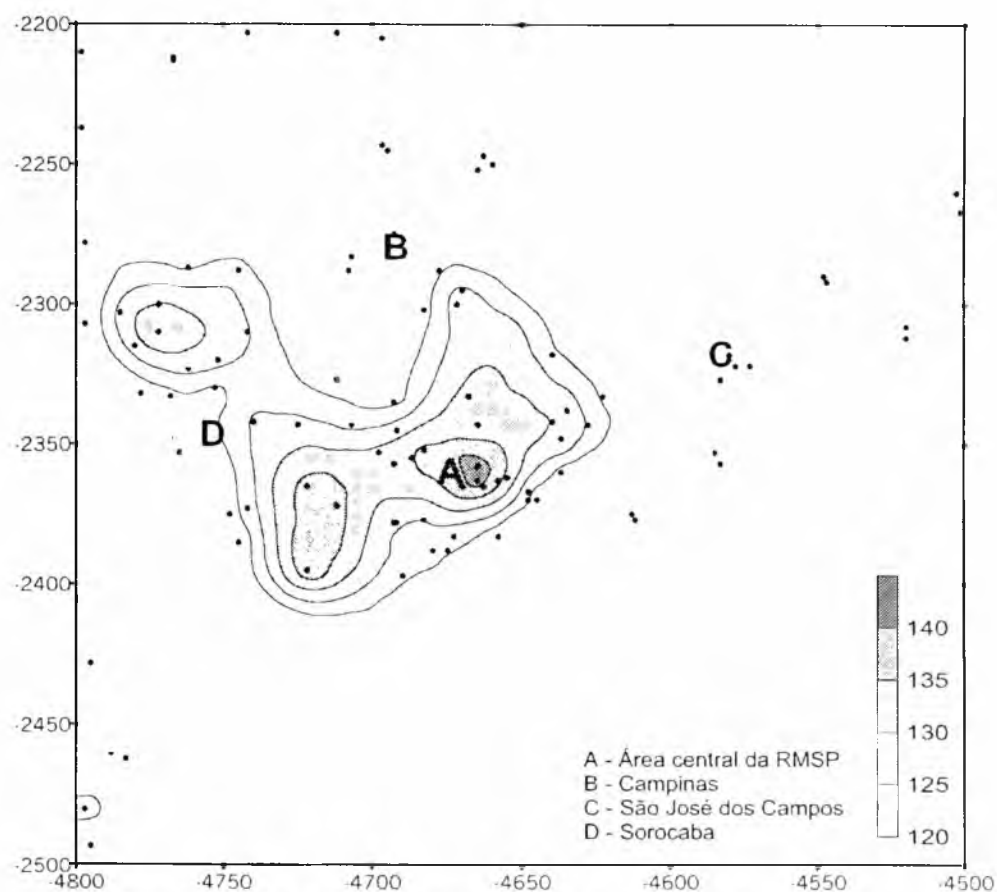 -2200
-2250
B
-2300
C
-2350
D
A
-2400
140
135
-2450
130
A - Área central da RMSP
B - Campinas
125
C - São José dos Campos
D - Sorocaba
120
-2500
-4800 -4750 -4700 -4650 -4600 -4550 -4500